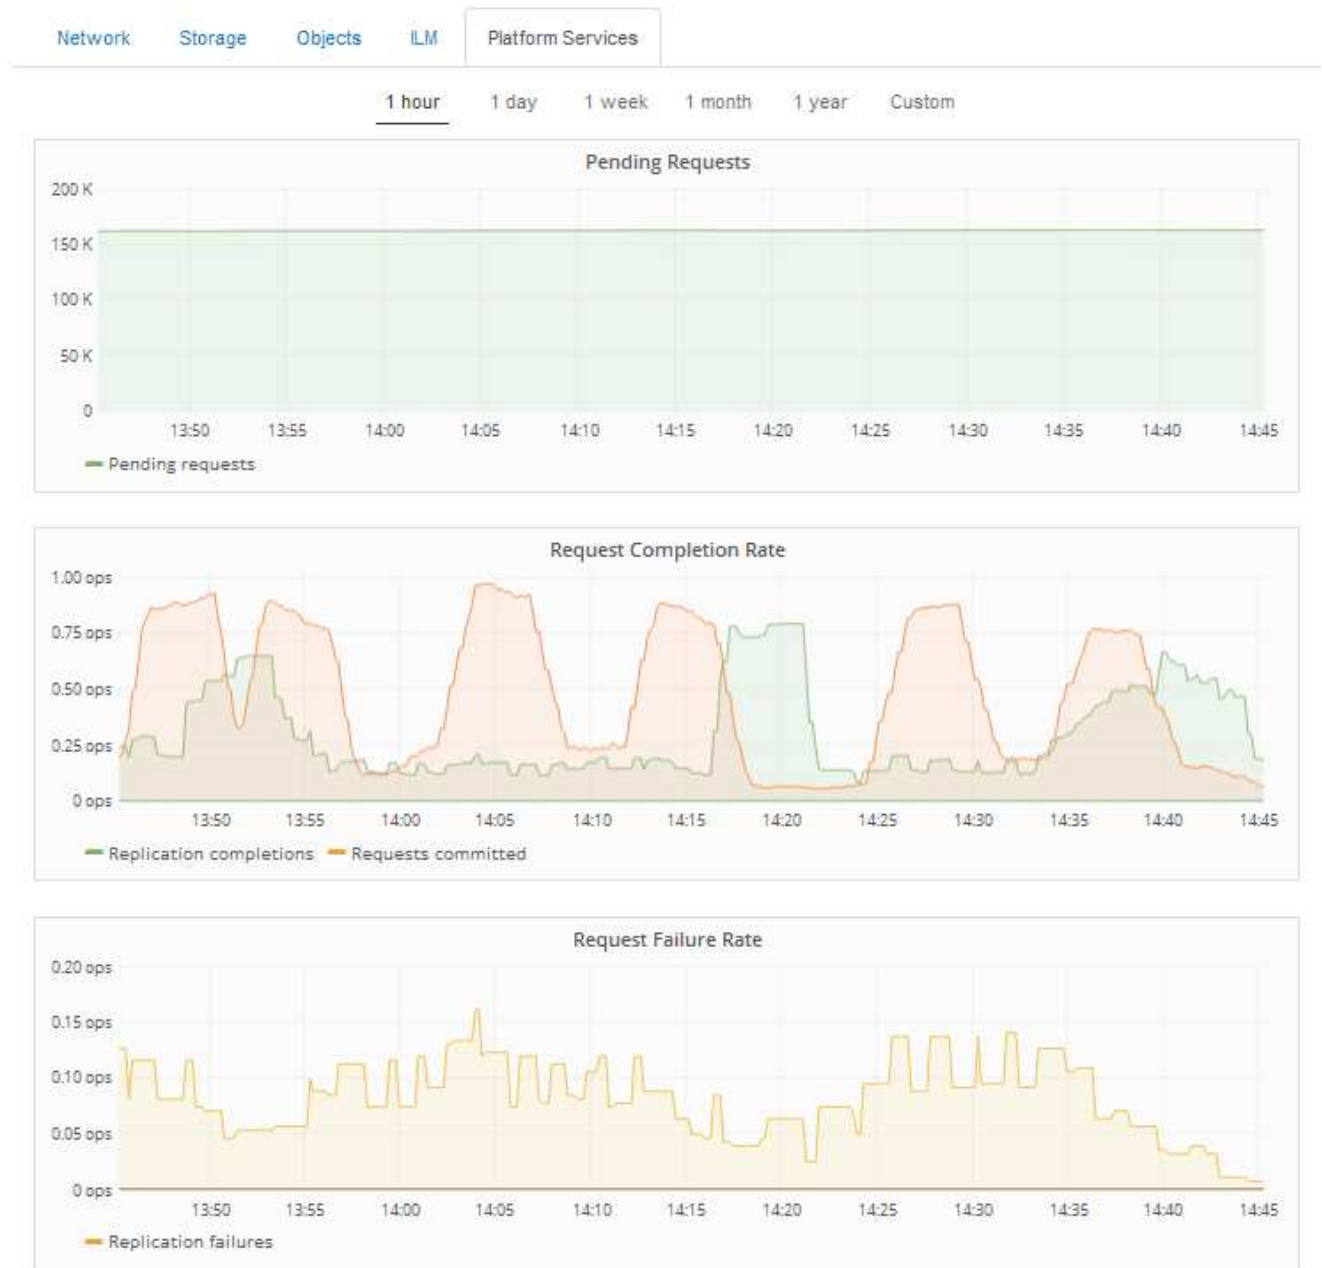 Network Storage Objects ILM Platform Services
1 hour 1 day 1 week 1 month 1 year Custom
Pending Requests
200 K
150 K
100 K
50 K
0
13:50 13:55 14:00 14:05 14:10 14:15 14:20 14:25 14:30 14:35 14:40 14:45
Pending requests
Request Completion Rate
1.00 ops
0.75 ops
0.50 ops
0.25 ops
0 ops
13:50 13:55 14:00 14:05 14:10 14:15 14:20 14:25 14:30 14:35 14:40 14:45
Replication completions Requests committed
Request Failure Rate
0.20 ops
0.15 ops
0.10 ops
0.05 ops
0 ops
13:50 13:55 14:00 14:05 14:10 14:15 14:20 14:25 14:30 14:35 14:40 14:45
Replication failures